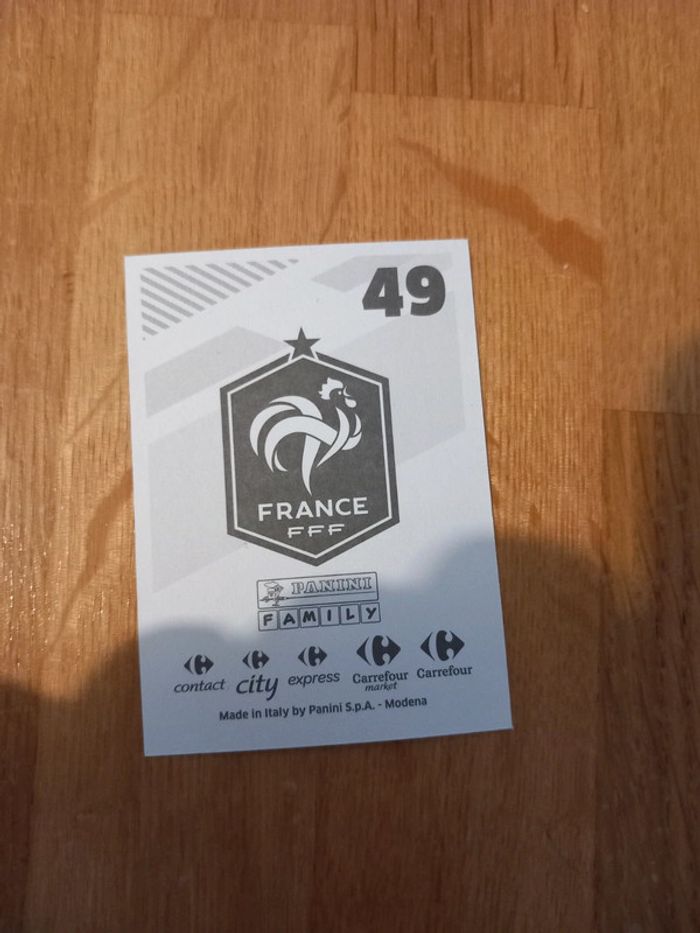 49
FRANCE
FFF
PANINI
FAMILY
contact city express Carrefour market Carrefour
Made in Italy by Panini S.p.A. - Modena